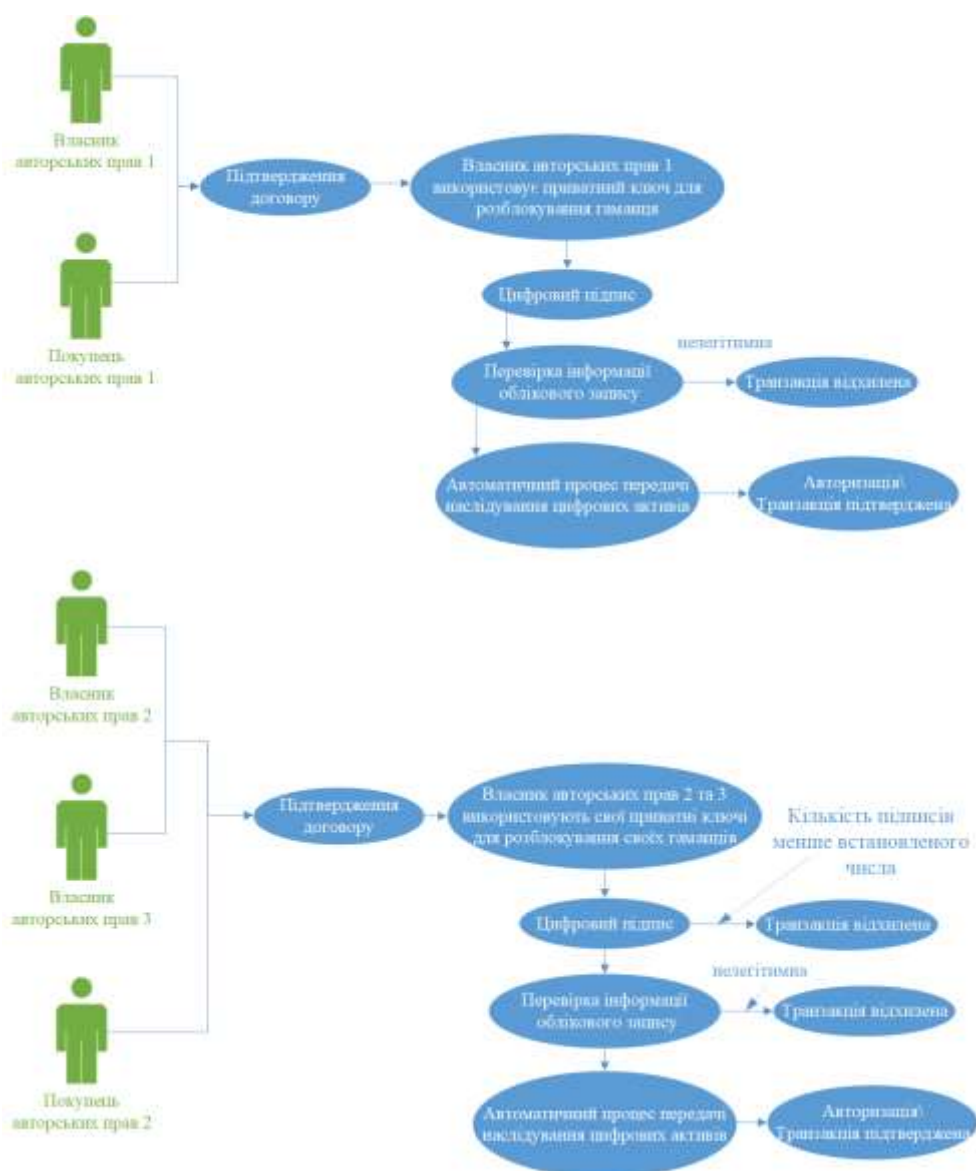 Власник
авторських прав 1
Підтвердження
договору
Власник авторських прав 1
використовує приватний ключ для
розблокування гаманця
Покупець
авторських прав 1
Цифровий підпис
нелегітимна
Перевірка інформації
облікового запису
Транзакція відхилена
Автоматичний процес передачі
наслідування цифрових активів
Авторизація\
Транзакція підтверджена
Власник
авторських прав 2
Власник
авторських прав 3
Підтвердження
договору
Власник авторських прав 2 та 3
використовують свої приватні ключі
для розблокування своїх гаманців
Кількість підписів
менше встановленого
числа
Цифровий підпис
Транзакція відхилена
нелегітимна
Перевірка інформації
облікового запису
Транзакція відхилена
Покупець
авторських прав 2
Автоматичний процес передачі
наслідування цифрових активів
Авторизація\
Транзакція підтверджена